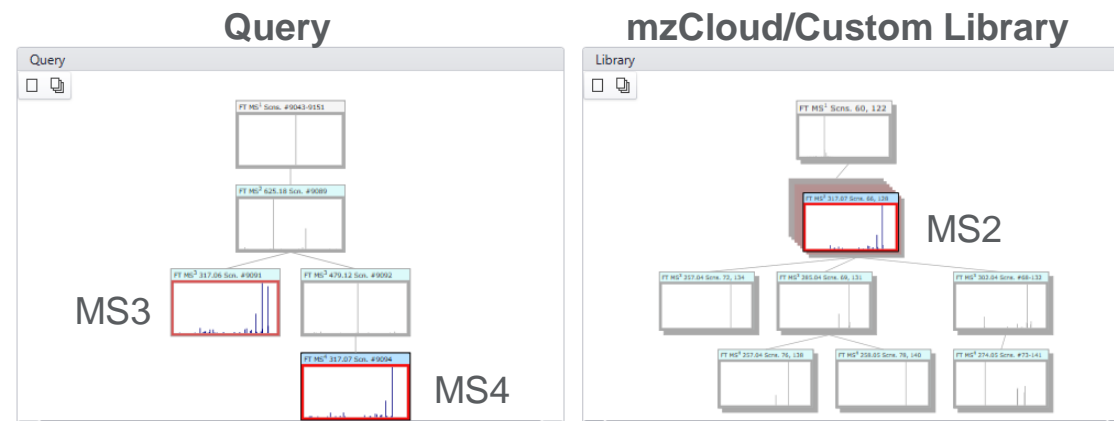 Query
mzCloud/Custom Library
Query
Library
FT MS¹ Scns. #9043-9151
FT MS¹ Scns. 60, 122
FT MS² 625.18 Scn. #9089
FT MS² 317.07 Scns. 66, 128
MS2
FT MS³ 317.06 Scn. #9091
FT MS³ 479.12 Scn. #9092
FT MS³ 257.04 Scns. 72, 134
FT MS³ 285.04 Scns. 69, 131
FT MS³ 302.04 Scns. #68-132
MS3
FT MS⁴ 317.07 Scn. #9094
FT MS⁴ 257.04 Scns. 76, 138
FT MS⁴ 258.05 Scns. 78, 140
FT MS⁴ 274.05 Scns. #73-141
MS4